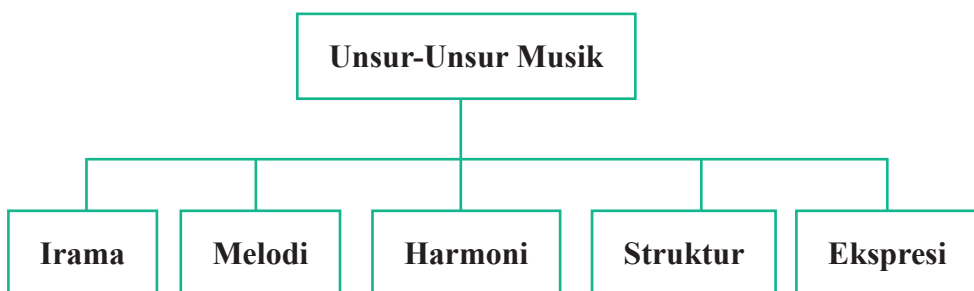 Unsur-Unsur Musik
Irama
Melodi
Harmoni
Struktur
Ekspresi